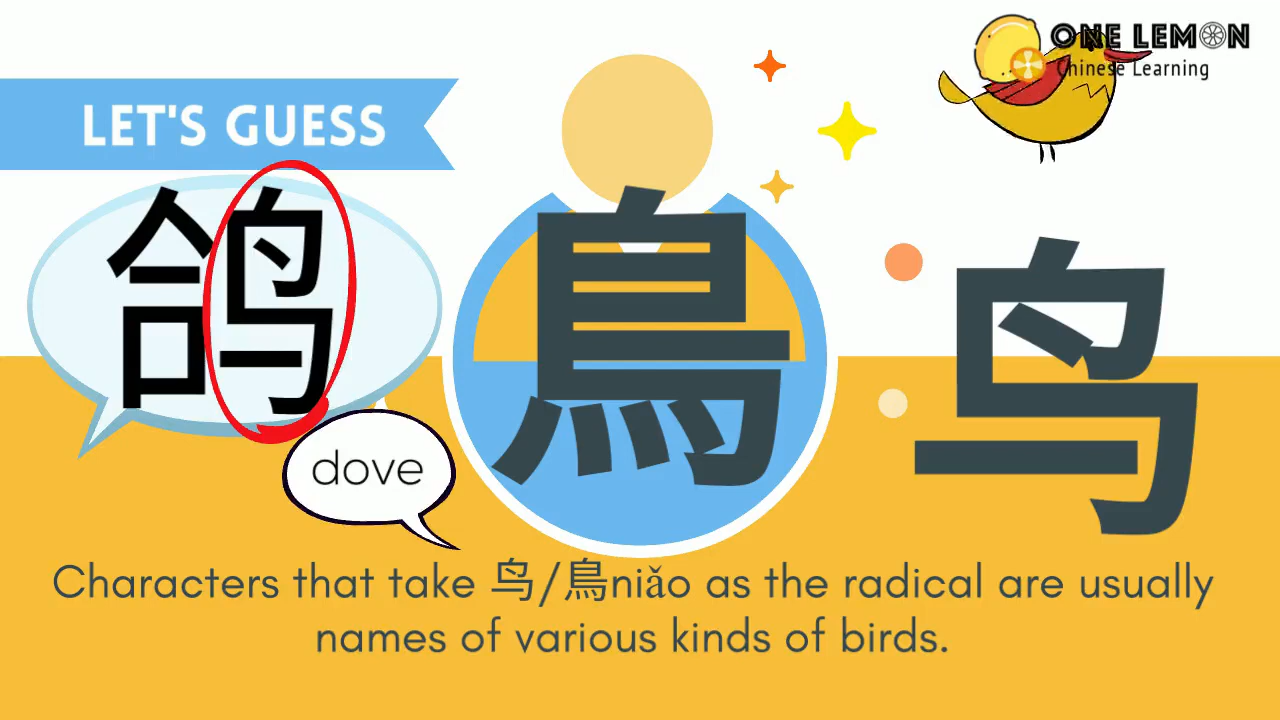 ONE LEMON
Chinese Learning
LET'S GUESS
鸽
鳥
鸟
dove
Characters that take 鸟/鳥niǎo as the radical are usually
names of various kinds of birds.